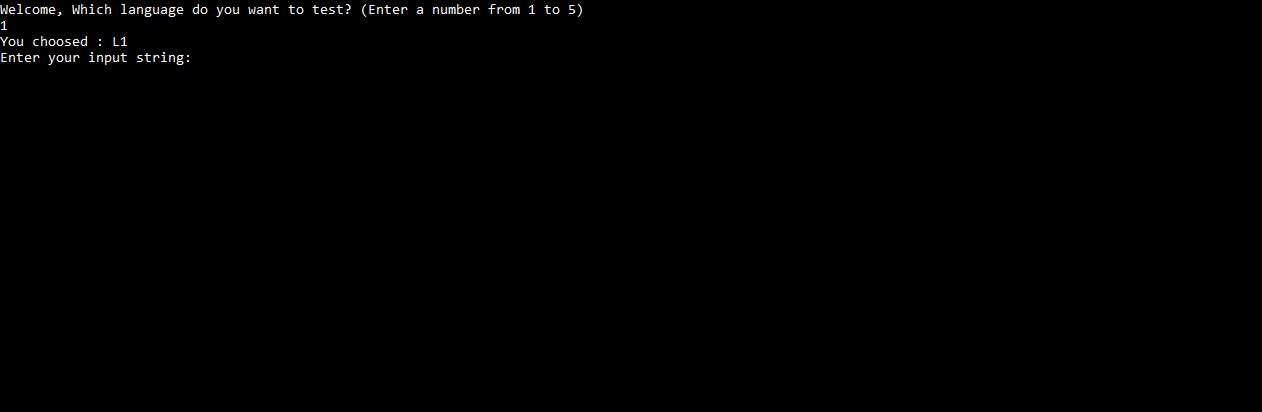 Welcome, Which language do you want to test? (Enter a number from 1 to 5)
1
You choosed : L1
Enter your input string: